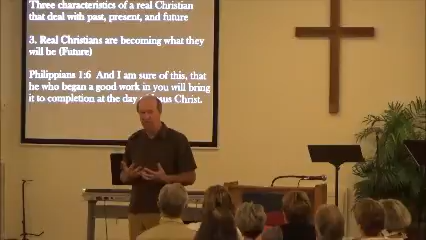 Three characteristics of a real Christian
that deal with past, present, and future
3. Real Christians are becoming what they
will be (Future)
Philippians 1:6 And I am sure of this, that
he who began a good work in you will bring
it to completion at the day Jesus Christ.